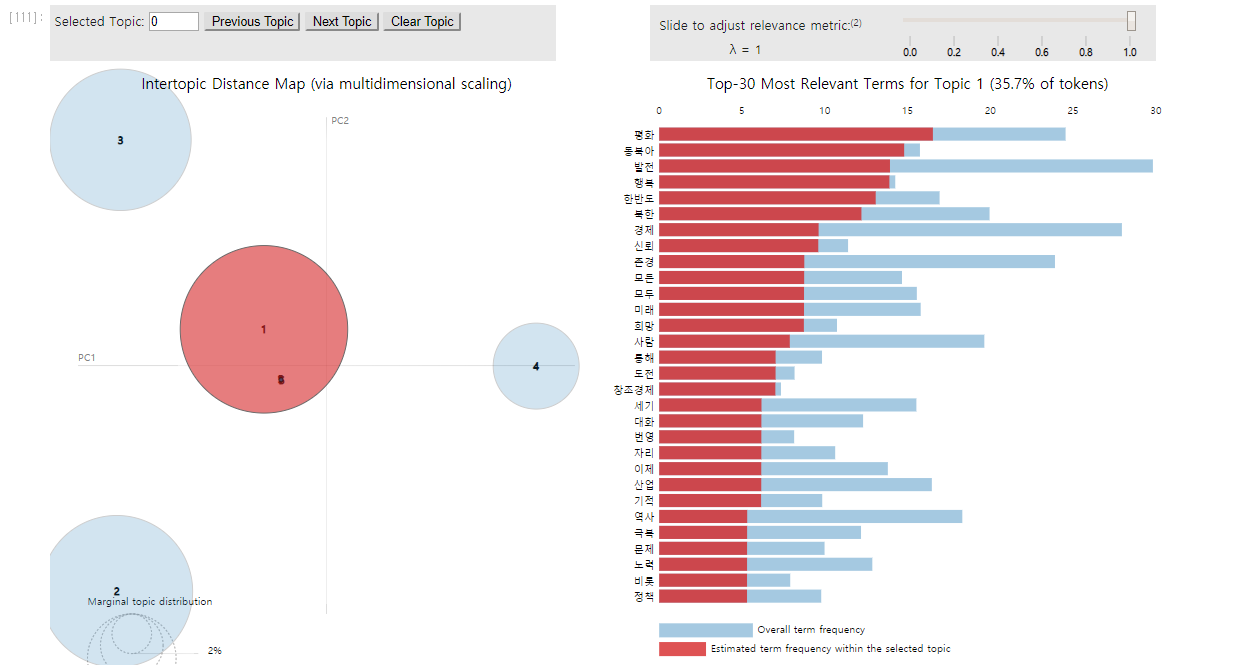 [111]:
Selected Topic: 0 Previous Topic Next Topic Clear Topic
Slide to adjust relevance metric:(2)
λ = 1
0.0 0.2 0.4 0.6 0.8 1.0
Intertopic Distance Map (via multidimensional scaling)
PC2
PC1
3
1
4
2
Marginal topic distribution
2%
Top-30 Most Relevant Terms for Topic 1 (35.7% of tokens)
0 5 10 15 20 25 30
평화
동북아
발전
행복
한반도
북한
경제
신뢰
존경
모든
모두
미래
희망
사람
통해
도전
창조경제
세기
대화
번영
자리
이제
산업
기적
역사
극복
문제
노력
비롯
정책
Overall term frequency
Estimated term frequency within the selected topic